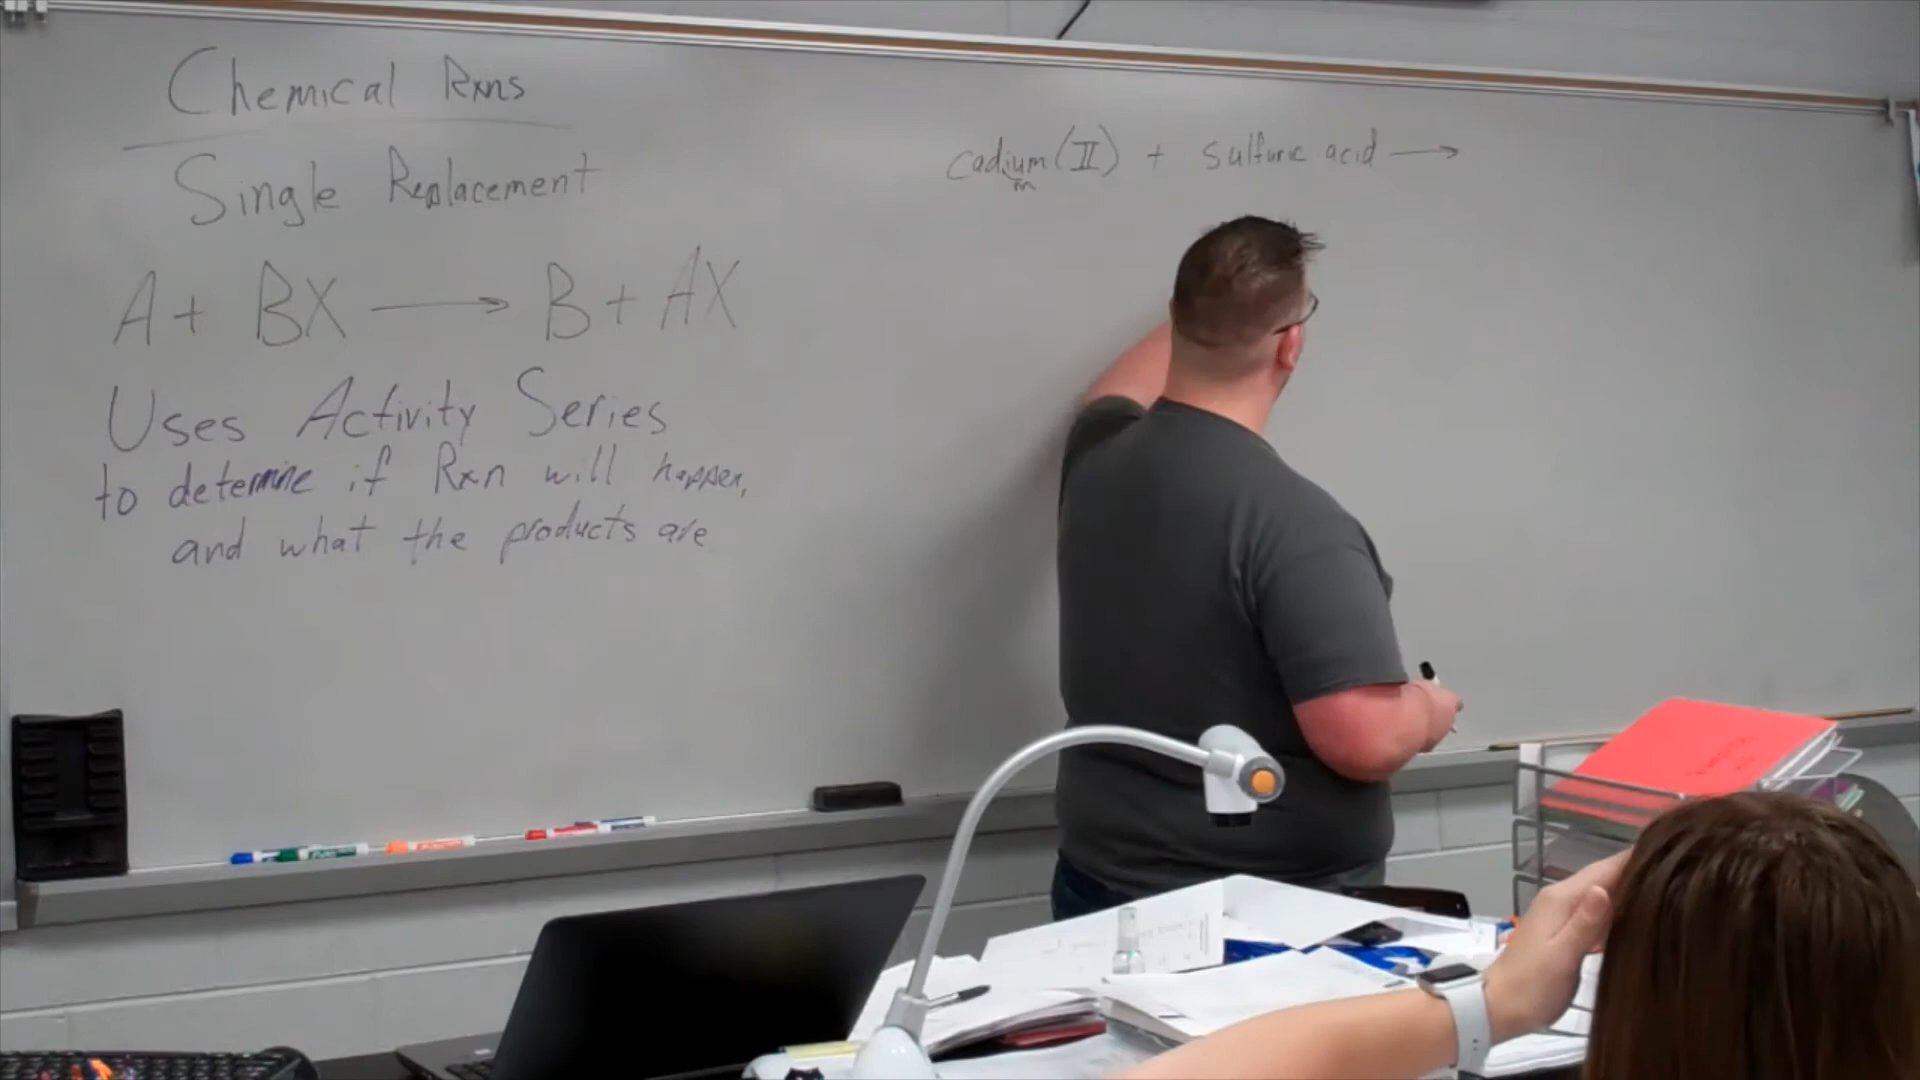 Chemical Rxns
Single Replacement
A + BX ⟶ B + AX
Uses Activity Series
to determine if Rxn will happen,
and what the products are
cadium(II) + sulfuric acid ⟶
m